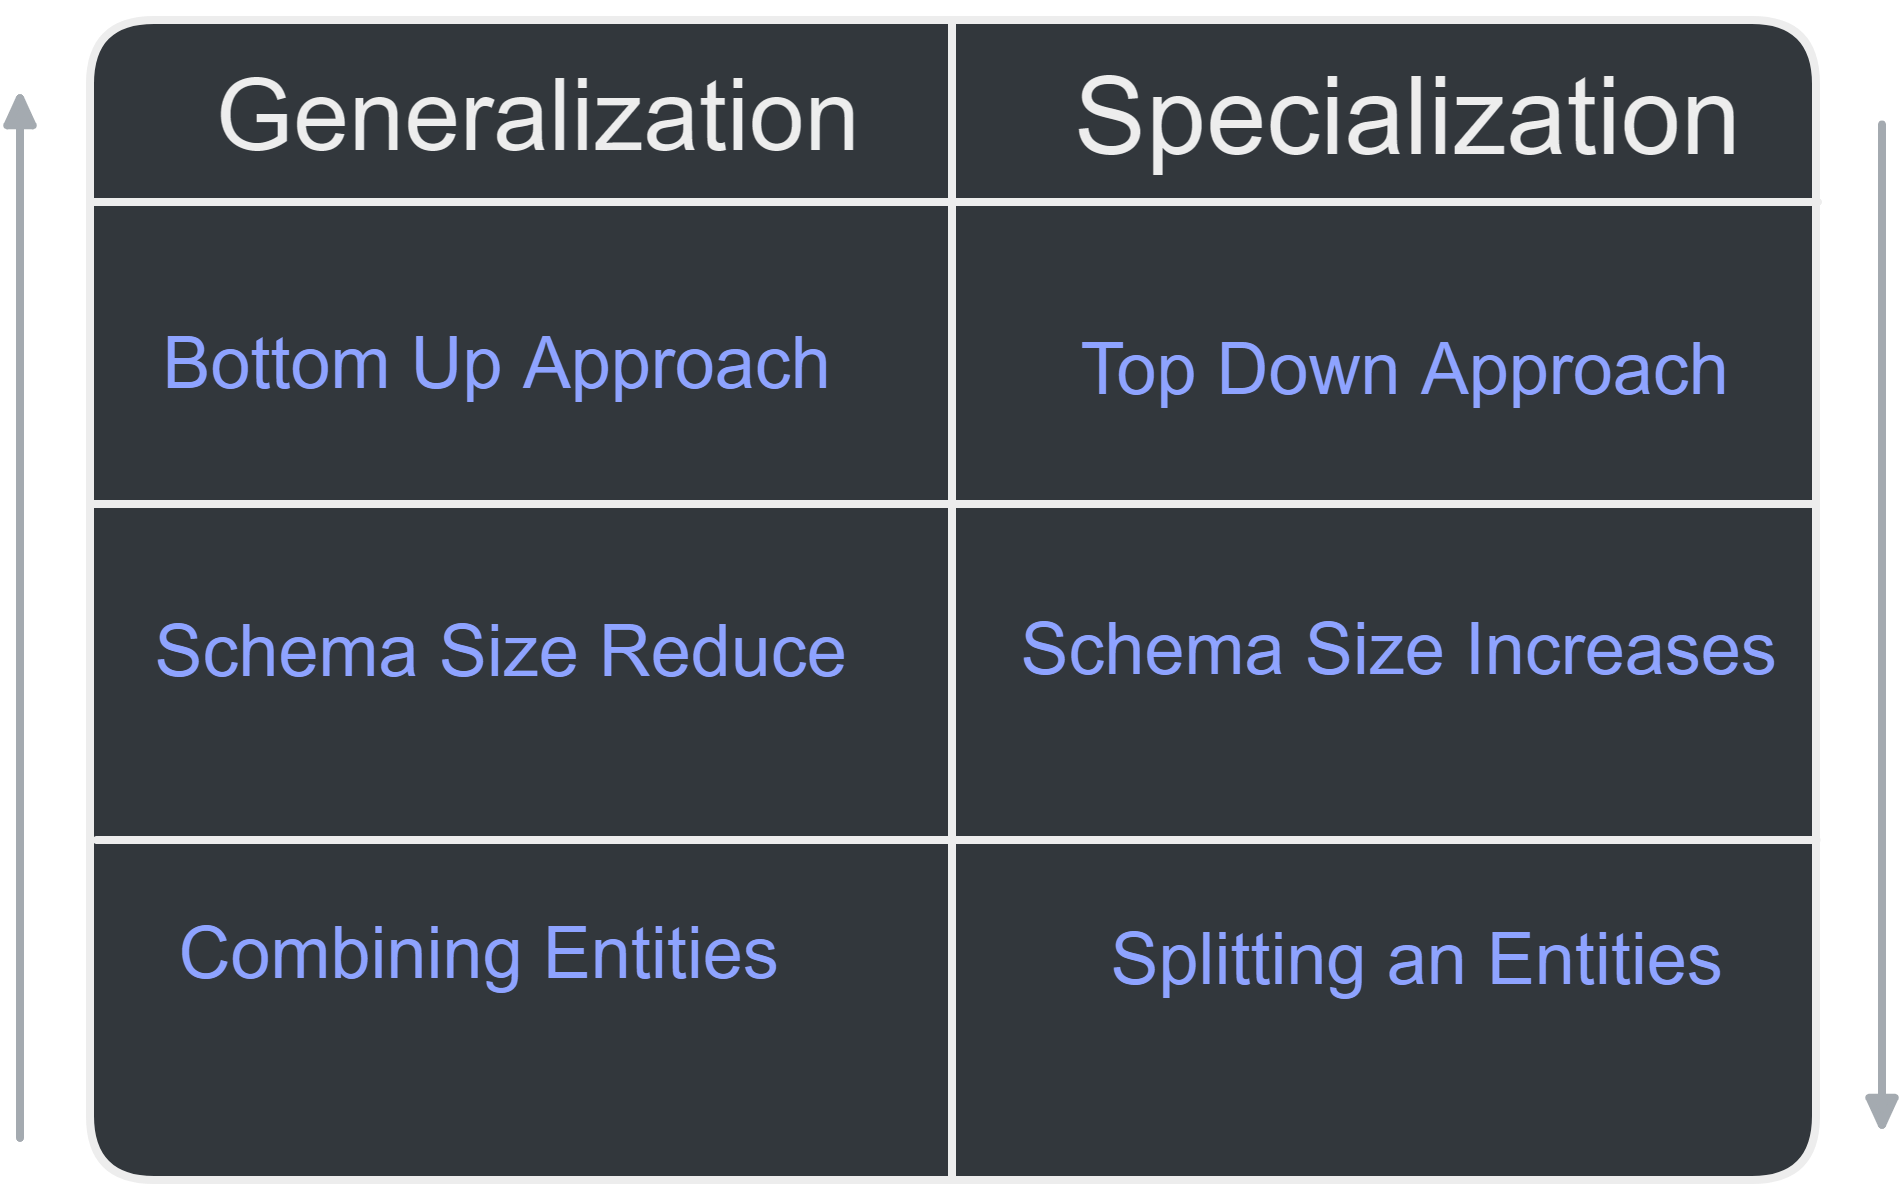 Generalization
Specialization
Bottom Up Approach
Top Down Approach
Schema Size Reduce
Schema Size Increases
Combining Entities
Splitting an Entities